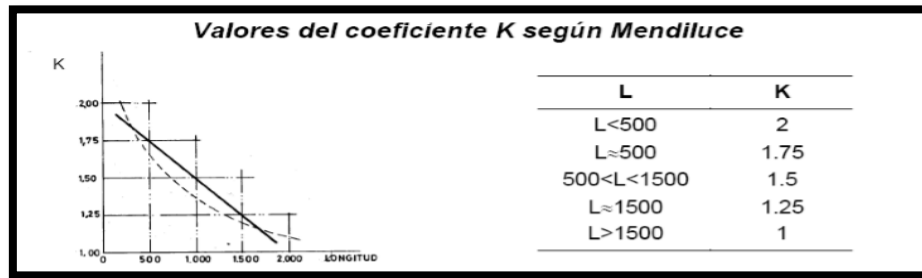 Valores del coeficiente K según Mendiluce
K
2,00
1,75
1,50
1,25
1,00
0 500 1.000 1.500 2.000 LONGITUD
L K
L<500 2
L≈500 1.75
500<L<1500 1.5
L≈1500 1.25
L>1500 1